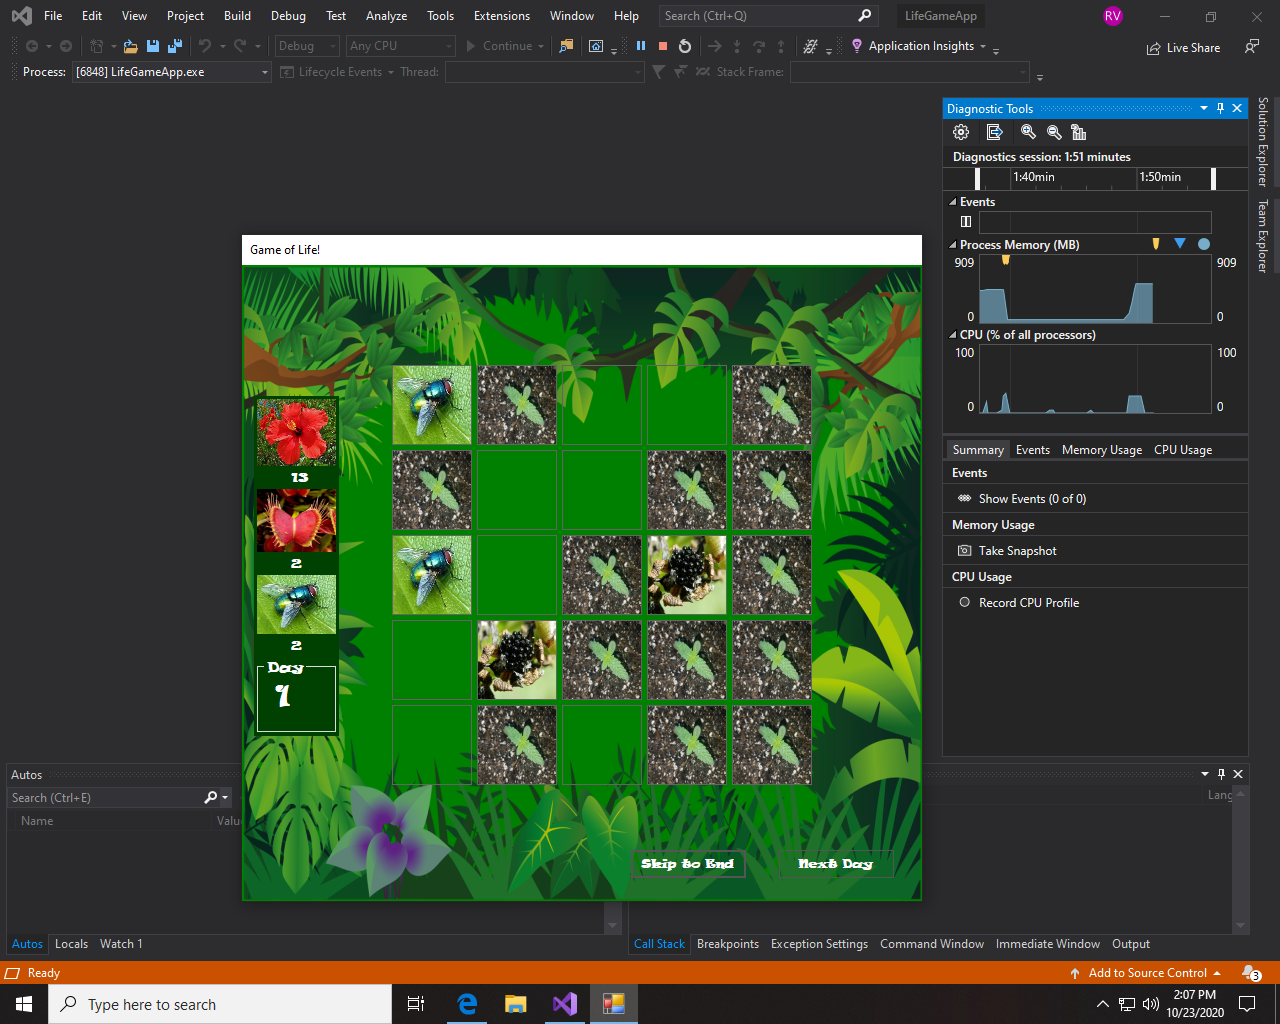 File Edit View Project Build Debug Test Analyze Tools Extensions Window Help Search (Ctrl+Q) LifeGameApp RV
Debug Any CPU Continue Application Insights Live Share
Process: [6848] LifeGameApp.exe Lifecycle Events Thread: Stack Frame:
Diagnostic Tools
Diagnostics session: 1:51 minutes
1:40min 1:50min
Events
Process Memory (MB)
909 909
0 0
CPU (% of all processors)
100 100
0 0
Summary Events Memory Usage CPU Usage
Events
Show Events (0 of 0)
Memory Usage
Take Snapshot
CPU Usage
Record CPU Profile
Solution Explorer
Team Explorer
Game of Life!
13
2
2
Day
1
Skip to End Next Day
Autos
Search (Ctrl+E)
Name Valu
Lang
Autos Locals Watch 1
Call Stack Breakpoints Exception Settings Command Window Immediate Window Output
Ready Add to Source Control 3
Type here to search
2:07 PM
10/23/2020